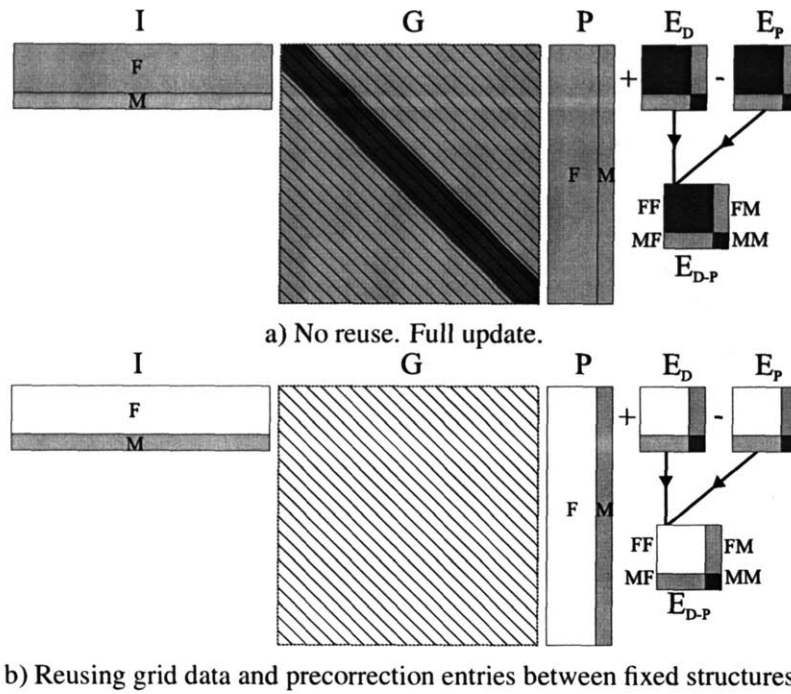 I G P E_D E_P
F
M
+ -
F M
FF FM
MF MM
E_D-P
a) No reuse. Full update.
I G P E_D E_P
F
M
+ -
F M
FF FM
MF MM
E_D-P
b) Reusing grid data and precorrection entries between fixed structures